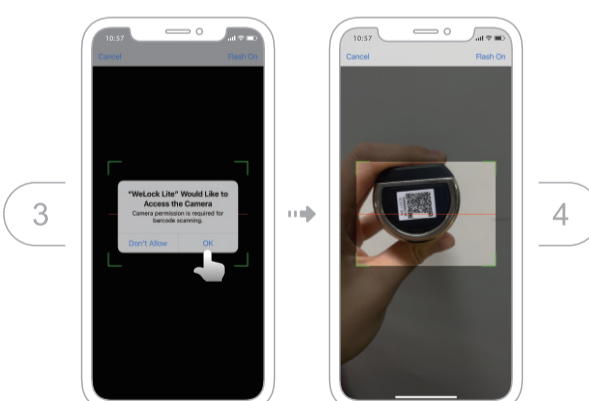 3
10:57
Cancel
Flash On
"WeLock Lite" Would Like to
Access the Camera
Camera permission is required for
barcode scanning.
Don't Allow
OK
10:57
Cancel
Flash On
4